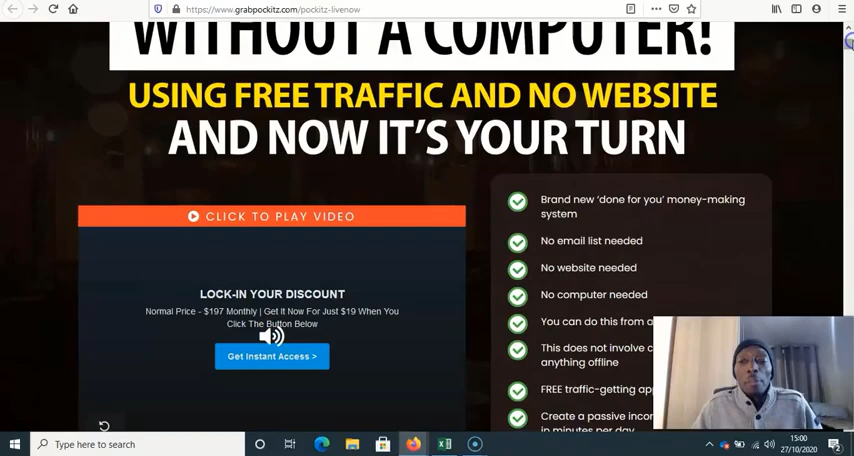 https://www.grabpockitz.com/pockitz-livenow
WITHOUT A COMPUTER!
USING FREE TRAFFIC AND NO WEBSITE
AND NOW IT'S YOUR TURN
CLICK TO PLAY VIDEO
LOCK-IN YOUR DISCOUNT
Normal Price - $197 Monthly | Get It Now For Just $19 When You
Click The Button Below
Get Instant Access >
Brand new 'done for you' money-making
system
No email list needed
No website needed
No computer needed
You can do this from a
This does not involve c
anything offline
FREE traffic-getting app
Create a passive incom
in minutes per day
Type here to search
15:00
27/10/2020
2